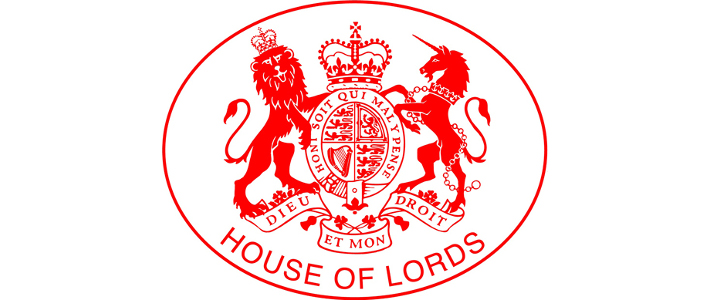 HONI SOIT QUI MAL Y PENSE
DIEU
ET MON
DROIT
HOUSE OF LORDS